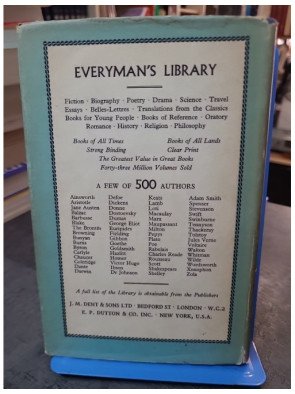 EVERYMAN'S LIBRARY
Fiction · Biography · Poetry · Drama · Science · Travel
Essays · Belles-Lettres · Translations from the Classics
Books for Young People · Books of Reference · Oratory
Romance · History · Religion · Philosophy
Books of All Times
Books of All Lands
Strong Binding
Clear Print
The Greatest Value in Great Books
Forty-three Million Volumes Sold
A FEW OF 500 AUTHORS
Ainsworth
Aristotle
Jane Austen
Balzac
Barbusse
Blake
The Brontës
Browning
Bunyan
Burns
Byron
Carlyle
Chaucer
Coleridge
Dante
Darwin
Defoe
Dickens
Donne
Dostoevsky
Dumas
George Eliot
Euripides
Fielding
Gibbon
Goethe
Goldsmith
Hazlitt
Homer
Victor Hugo
Ibsen
Dr. Johnson
Keats
Lamb
Macaulay
Marx
Maupassant
Milton
Pepys
Plato
Poe
Rabelais
Charles Reade
Rousseau
Scott
Shakespeare
Shelley
Adam Smith
Spenser
Stevenson
Swift
Swinburne
Tennyson
Thackeray
Tolstoy
Jules Verne
Voltaire
Walton
Whitman
Wilde
Wordsworth
Xenophon
Zola
A full list of the Library is obtainable from the Publishers
J. M. DENT & SONS LTD · BEDFORD ST · LONDON · W.C.2
E. P. DUTTON & CO. INC. · NEW YORK, U.S.A.